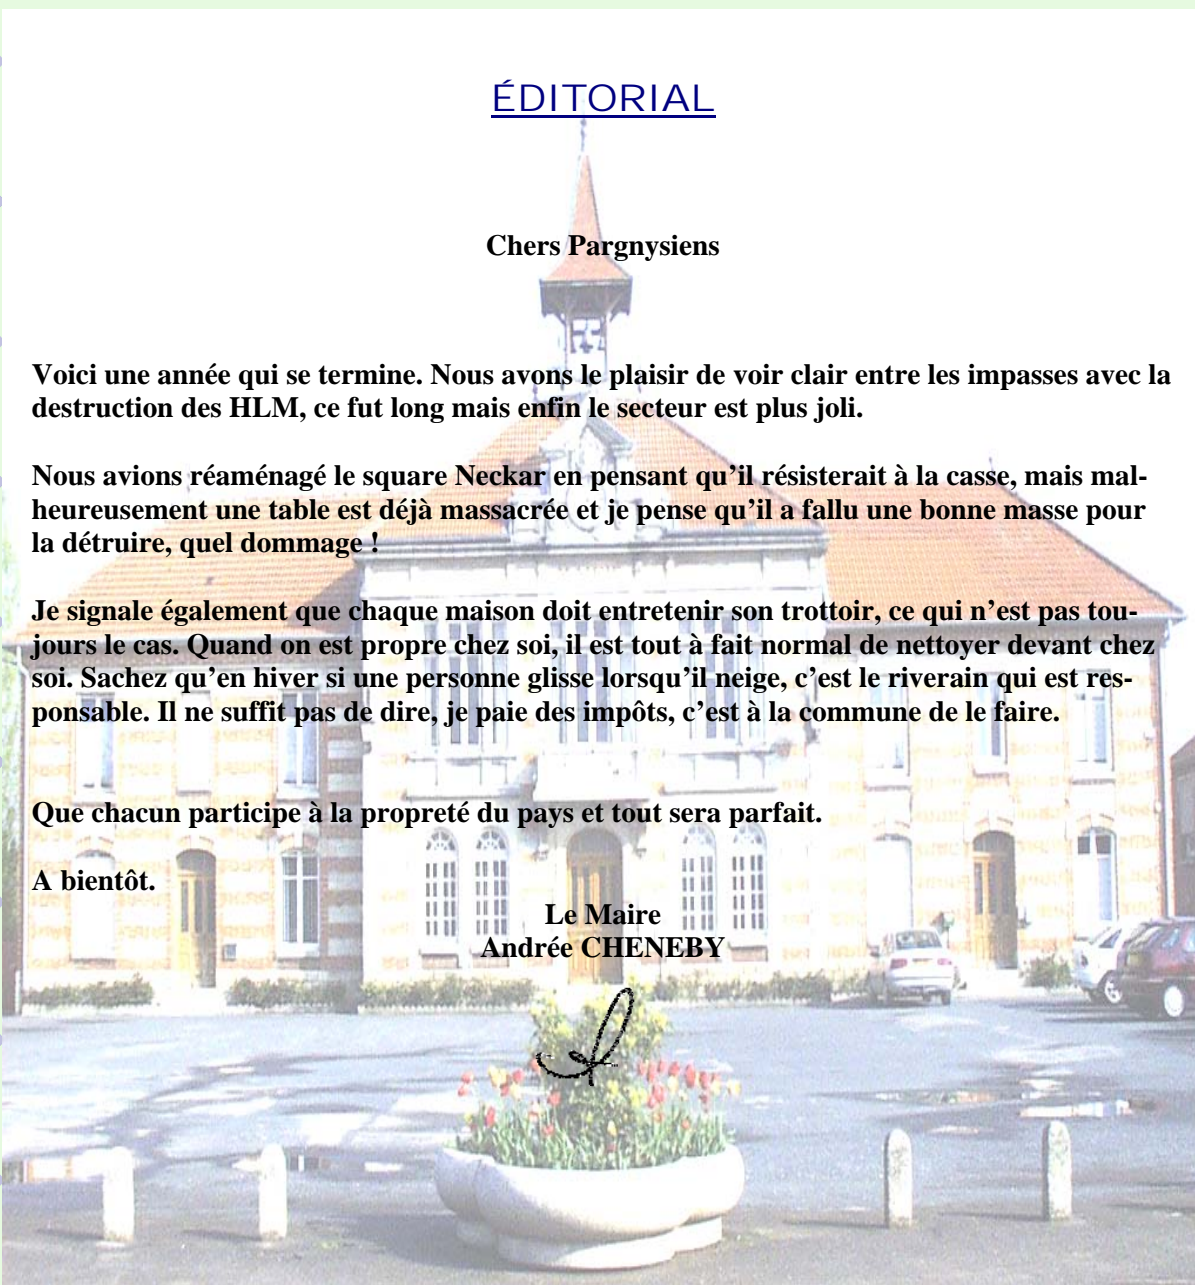 ÉDITORIAL
Chers Pargnysiens
Voici une année qui se termine. Nous avons le plaisir de voir clair entre les impasses avec la
destruction des HLM, ce fut long mais enfin le secteur est plus joli.
Nous avions réaménagé le square Neckar en pensant qu’il résisterait à la casse, mais mal-
heureusement une table est déjà massacrée et je pense qu’il a fallu une bonne masse pour
la détruire, quel dommage !
Je signale également que chaque maison doit entretenir son trottoir, ce qui n’est pas tou-
jours le cas. Quand on est propre chez soi, il est tout à fait normal de nettoyer devant chez
soi. Sachez qu’en hiver si une personne glisse lorsqu’il neige, c’est le riverain qui est res-
ponsable. Il ne suffit pas de dire, je paie des impôts, c’est à la commune de le faire.
Que chacun participe à la propreté du pays et tout sera parfait.
A bientôt.
Le Maire
Andrée CHENEBY